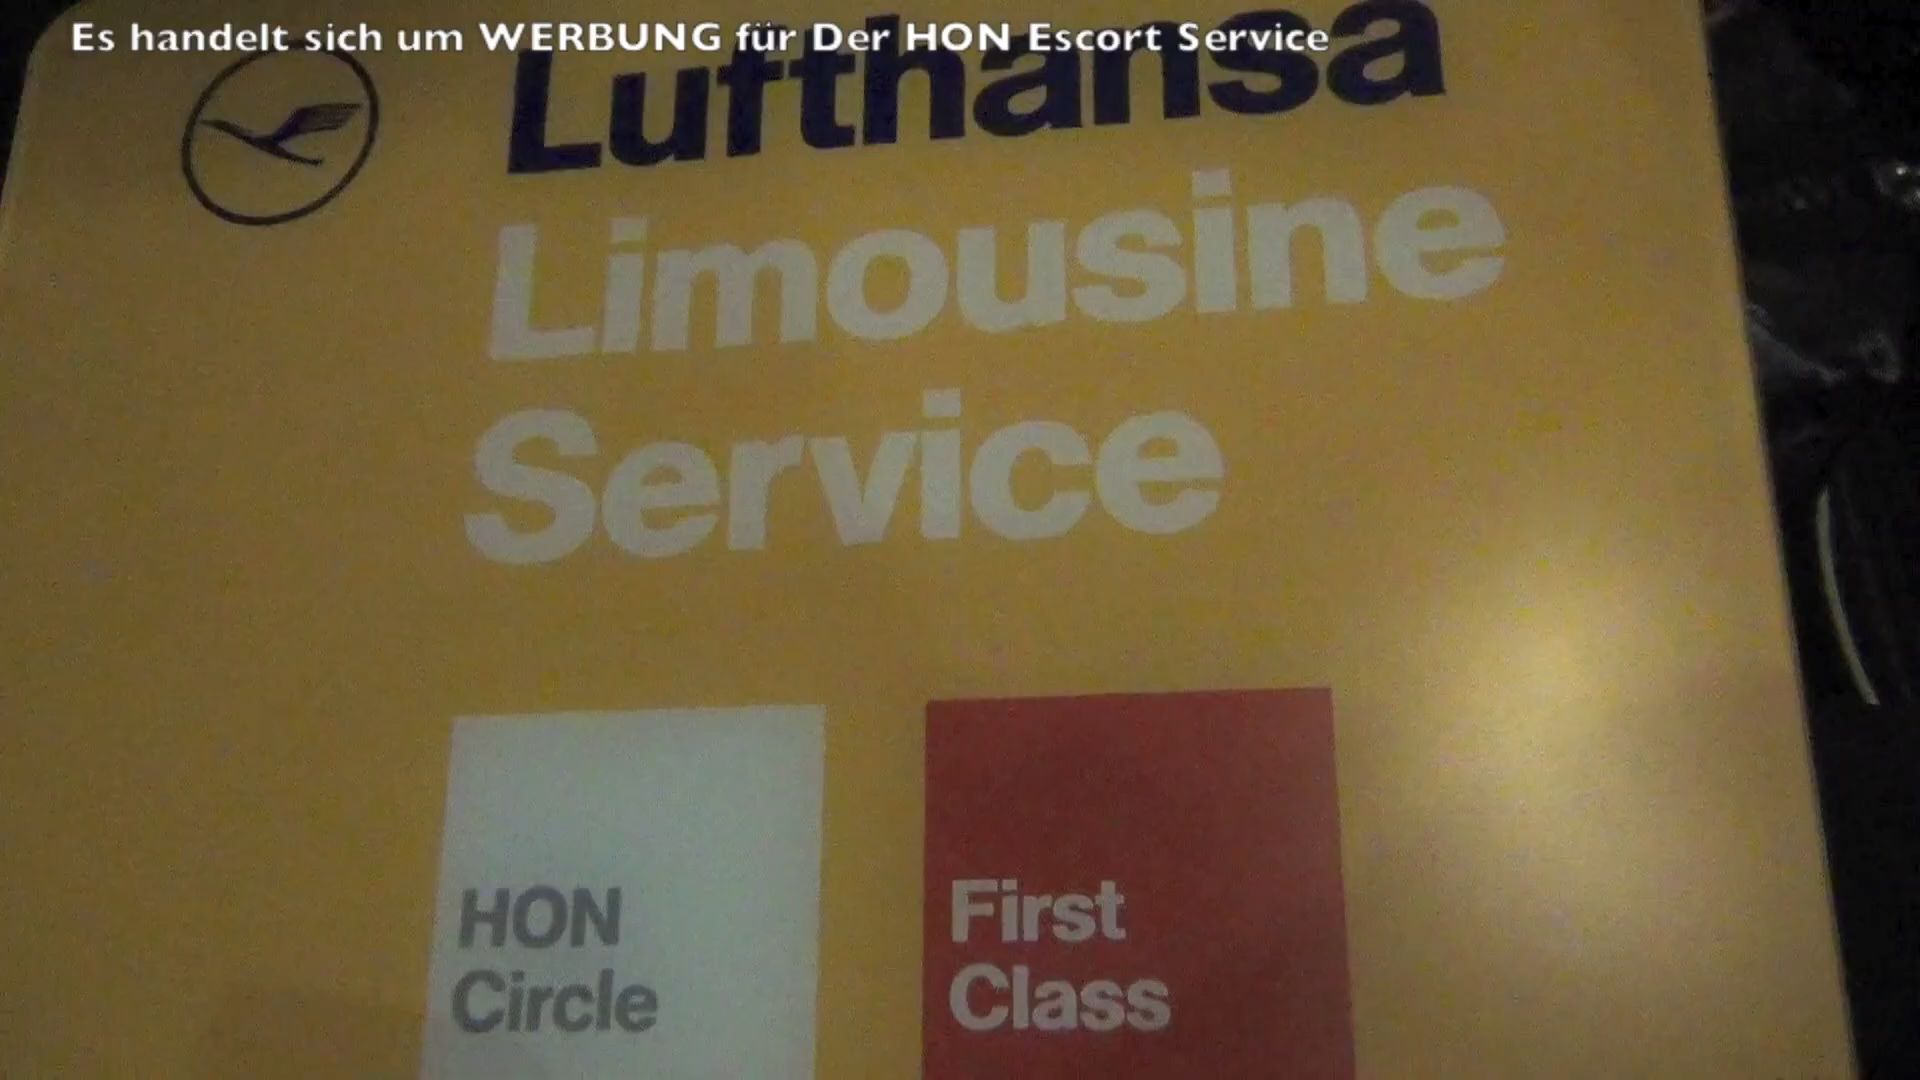 Es handelt sich um WERBUNG für Der HON Escort Service
Lufthansa
Limousine
Service
HON
Circle
First
Class